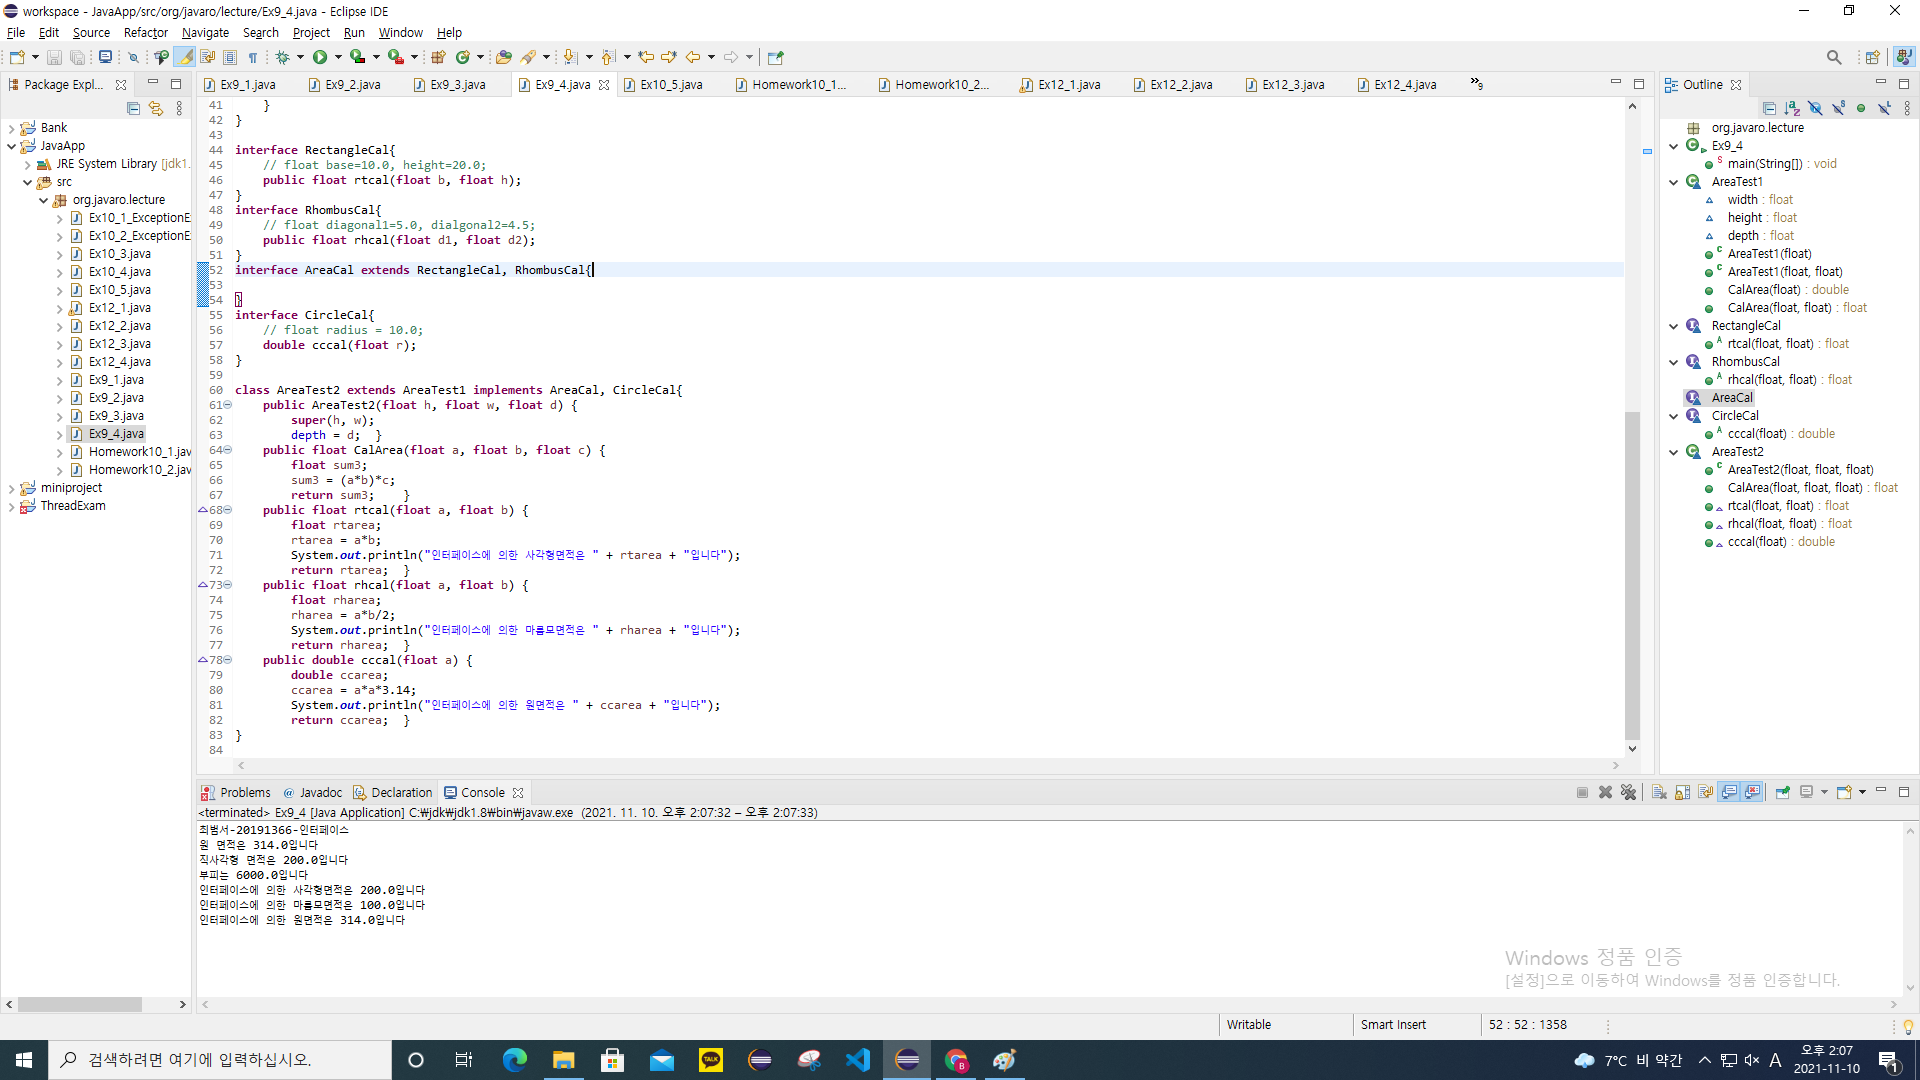 workspace - JavaApp/src/org/javaro/lecture/Ex9_4.java - Eclipse IDE
File Edit Source Refactor Navigate Search Project Run Window Help
Package Expl...
Ex9_1.java Ex9_2.java Ex9_3.java Ex9_4.java Ex10_5.java Homework10_1... Homework10_2... Ex12_1.java Ex12_2.java Ex12_3.java Ex12_4.java »9
Bank
JavaApp
JRE System Library [jdk1.
src
org.javaro.lecture
Ex10_1_ExceptionE
Ex10_2_ExceptionE
Ex10_3.java
Ex10_4.java
Ex10_5.java
Ex12_1.java
Ex12_2.java
Ex12_3.java
Ex12_4.java
Ex9_1.java
Ex9_2.java
Ex9_3.java
Ex9_4.java
Homework10_1.jav
Homework10_2.jav
miniproject
ThreadExam
41 }
42 }
43
44 interface RectangleCal{
45 // float base=10.0, height=20.0;
46 public float rtcal(float b, float h);
47 }
48 interface RhombusCal{
49 // float diagonal1=5.0, dialgonal2=4.5;
50 public float rhcal(float d1, float d2);
51 }
52 interface AreaCal extends RectangleCal, RhombusCal{
53
54 }
55 interface CircleCal{
56 // float radius = 10.0;
57 double cccal(float r);
58 }
59
60 class AreaTest2 extends AreaTest1 implements AreaCal, CircleCal{
61 public AreaTest2(float h, float w, float d) {
62 super(h, w);
63 depth = d; }
64 public float CalArea(float a, float b, float c) {
65 float sum3;
66 sum3 = (a*b)*c;
67 return sum3; }
68 public float rtcal(float a, float b) {
69 float rtarea;
70 rtarea = a*b;
71 System.out.println("인터페이스에 의한 사각형면적은 " + rtarea + "입니다");
72 return rtarea; }
73 public float rhcal(float a, float b) {
74 float rharea;
75 rharea = a*b/2;
76 System.out.println("인터페이스에 의한 마름모면적은 " + rharea + "입니다");
77 return rharea; }
78 public double cccal(float a) {
79 double ccarea;
80 ccarea = a*a*3.14;
81 System.out.println("인터페이스에 의한 원면적은 " + ccarea + "입니다");
82 return ccarea; }
83 }
84
Outline
org.javaro.lecture
Ex9_4
main(String[]) : void
AreaTest1
width : float
height : float
depth : float
AreaTest1(float)
AreaTest1(float, float)
CalArea(float) : double
CalArea(float, float) : float
RectangleCal
rtcal(float, float) : float
RhombusCal
rhcal(float, float) : float
AreaCal
CircleCal
cccal(float) : double
AreaTest2
AreaTest2(float, float, float)
CalArea(float, float, float) : float
rtcal(float, float) : float
rhcal(float, float) : float
cccal(float) : double
Problems @ Javadoc Declaration Console
<terminated> Ex9_4 [Java Application] C:₩jdk₩jdk1.8₩bin₩javaw.exe (2021. 11. 10. 오후 2:07:32 – 오후 2:07:33)
최범서-20191366-인터페이스
원 면적은 314.0입니다
직사각형 면적은 200.0입니다
부피는 6000.0입니다
인터페이스에 의한 사각형면적은 200.0입니다
인터페이스에 의한 마름모면적은 100.0입니다
인터페이스에 의한 원면적은 314.0입니다
Windows 정품 인증
[설정]으로 이동하여 Windows를 정품 인증합니다.
Writable Smart Insert 52 : 52 : 1358
검색하려면 여기에 입력하십시오.
TALK
B
7°C 비 약간 A
오후 2:07
2021-11-10
1